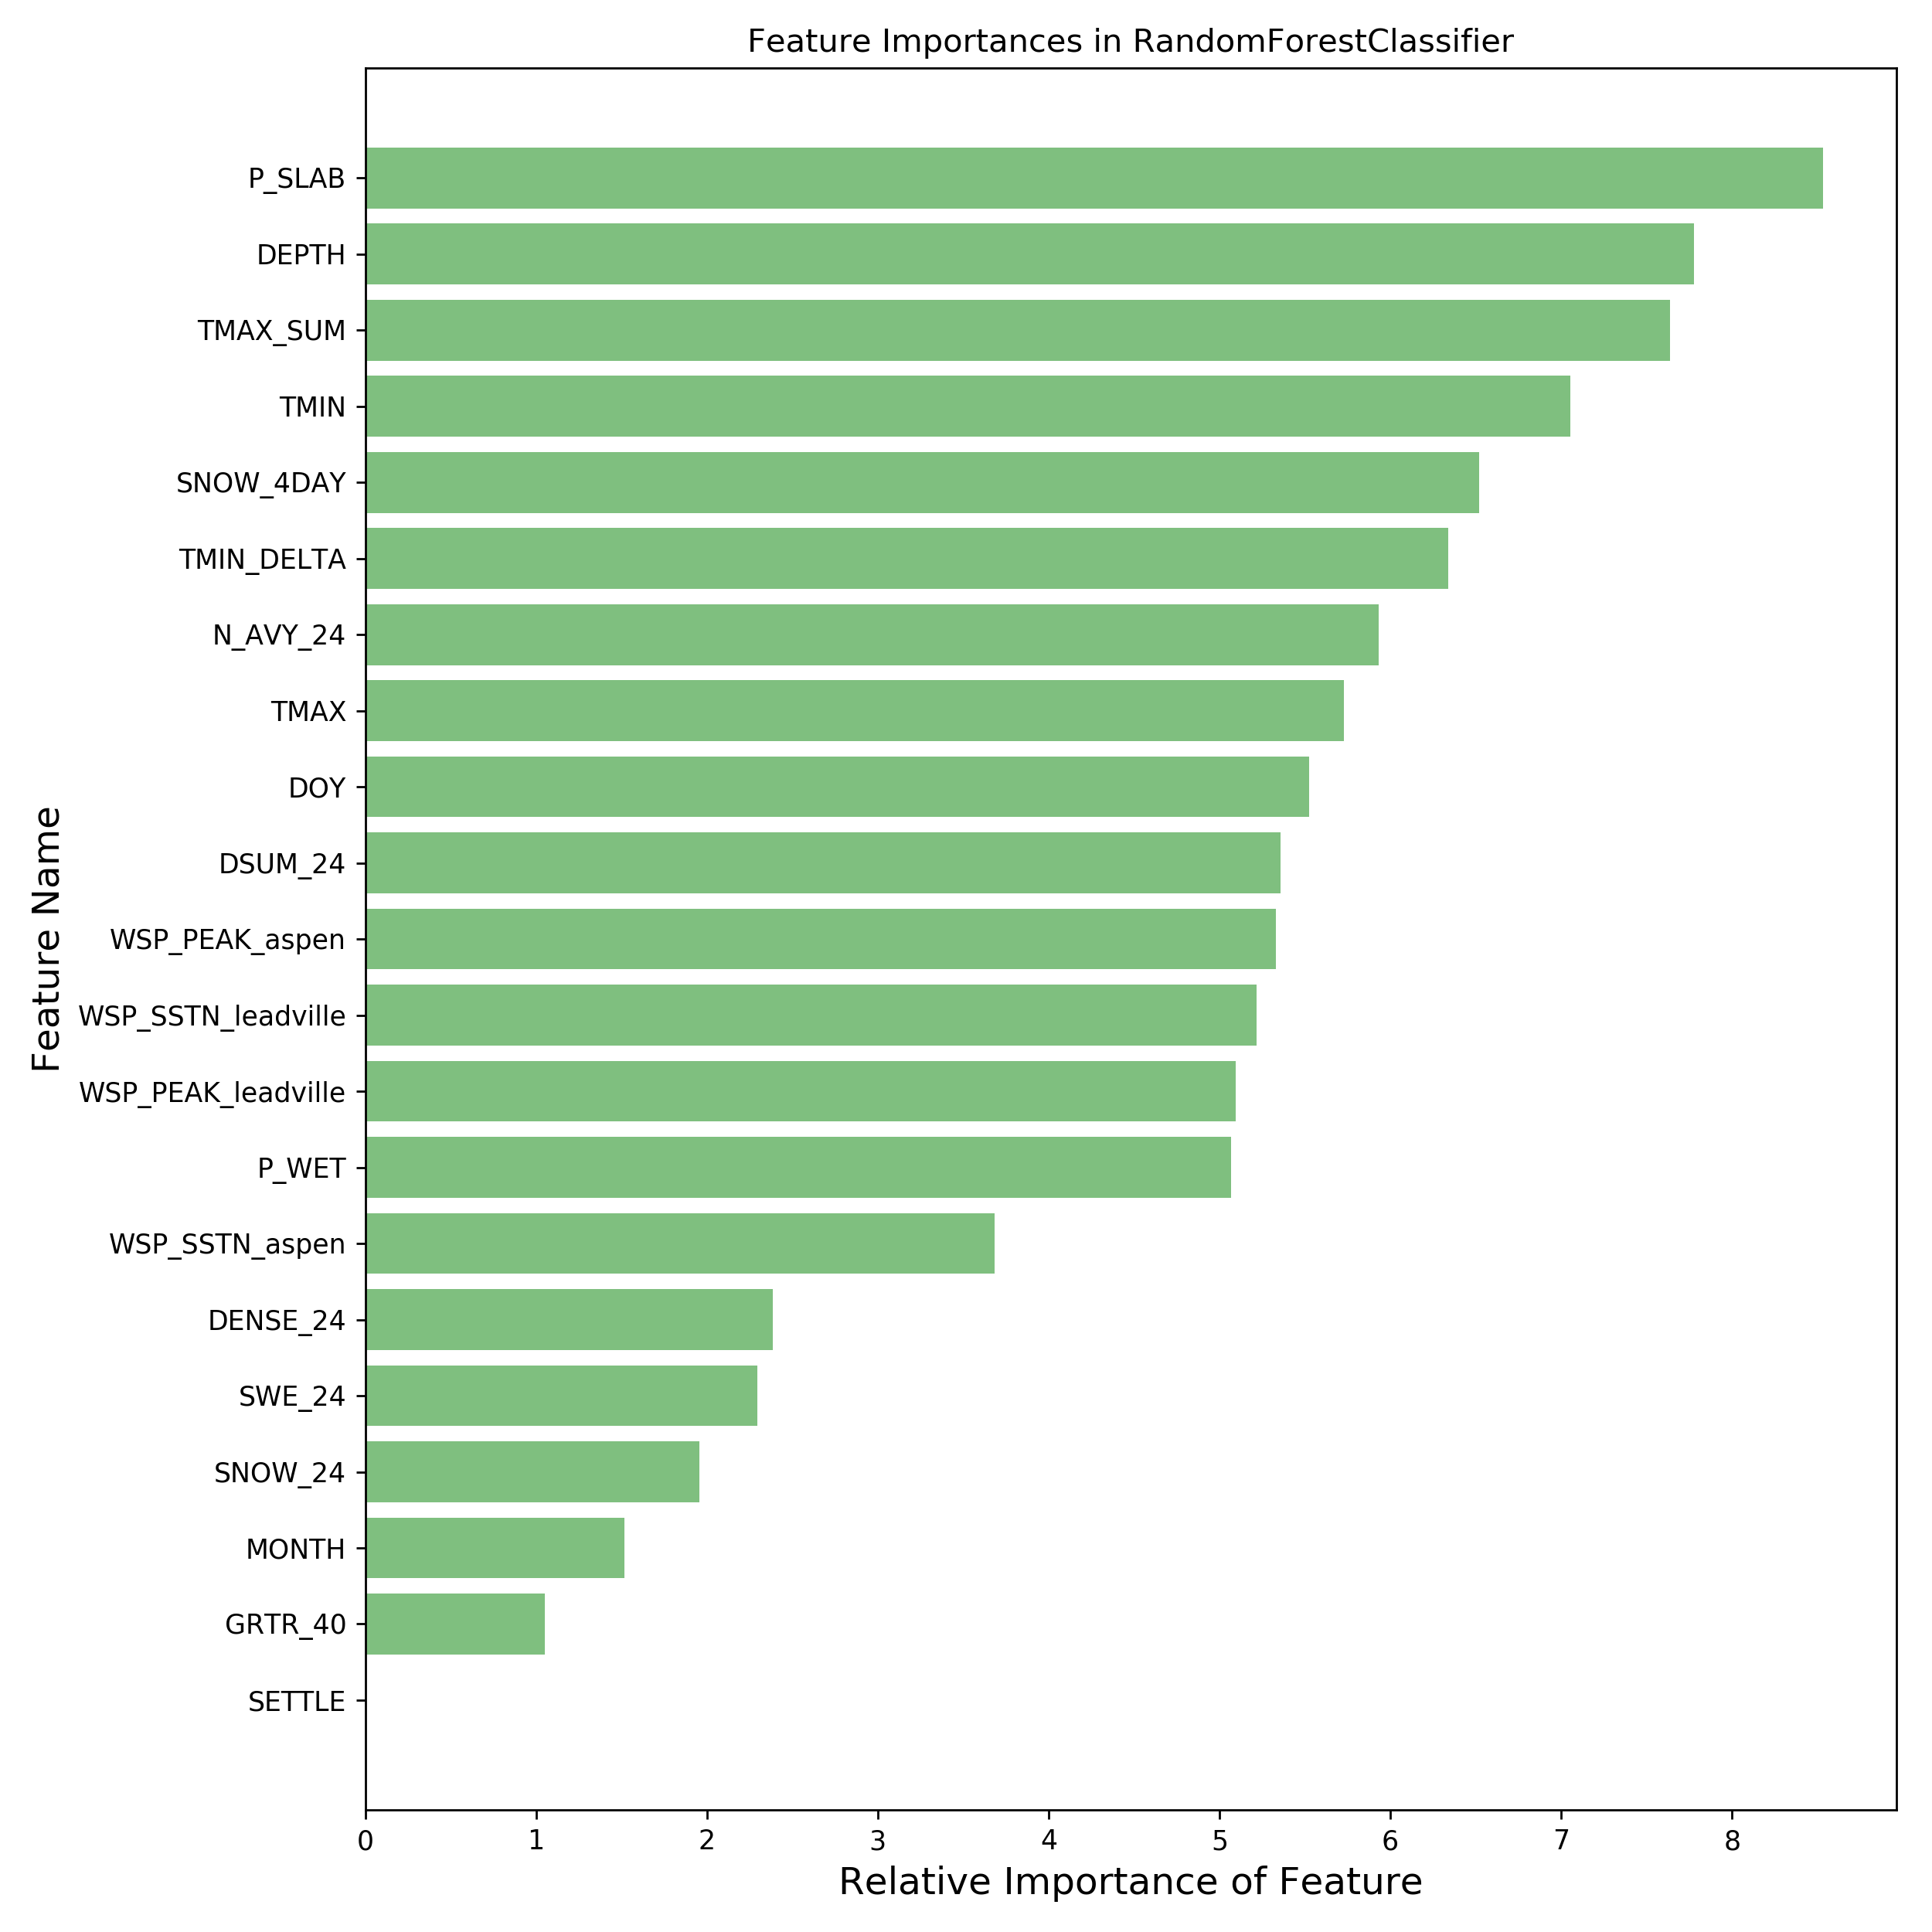 Feature Importances in RandomForestClassifier
Feature Name
P_SLAB
DEPTH
TMAX_SUM
TMIN
SNOW_4DAY
TMIN_DELTA
N_AVY_24
TMAX
DOY
DSUM_24
WSP_PEAK_aspen
WSP_SSTN_leadville
WSP_PEAK_leadville
P_WET
WSP_SSTN_aspen
DENSE_24
SWE_24
SNOW_24
MONTH
GRTR_40
SETTLE
0 1 2 3 4 5 6 7 8
Relative Importance of Feature